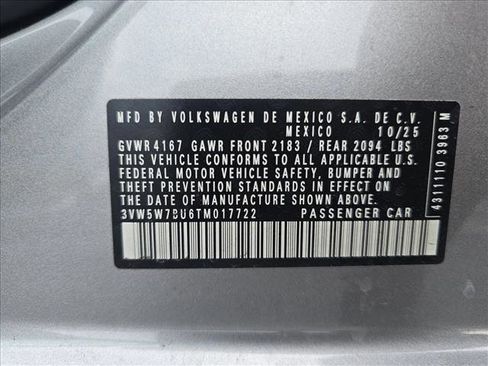 MFD BY VOLKSWAGEN DE MEXICO S.A. DE C.V.
MEXICO 10/25
GVWR 4167 GAWR FRONT 2183 / REAR 2094 LBS
THIS VEHICLE CONFORMS TO ALL APPLICABLE U.S.
FEDERAL MOTOR VEHICLE SAFETY, BUMPER AND
THEFT PREVENTION STANDARDS IN EFFECT ON
THE DATE OF MANUFACTURE SHOWN ABOVE.
3VW5W7BU6TM017722 PASSENGER CAR
4311110 3963 M